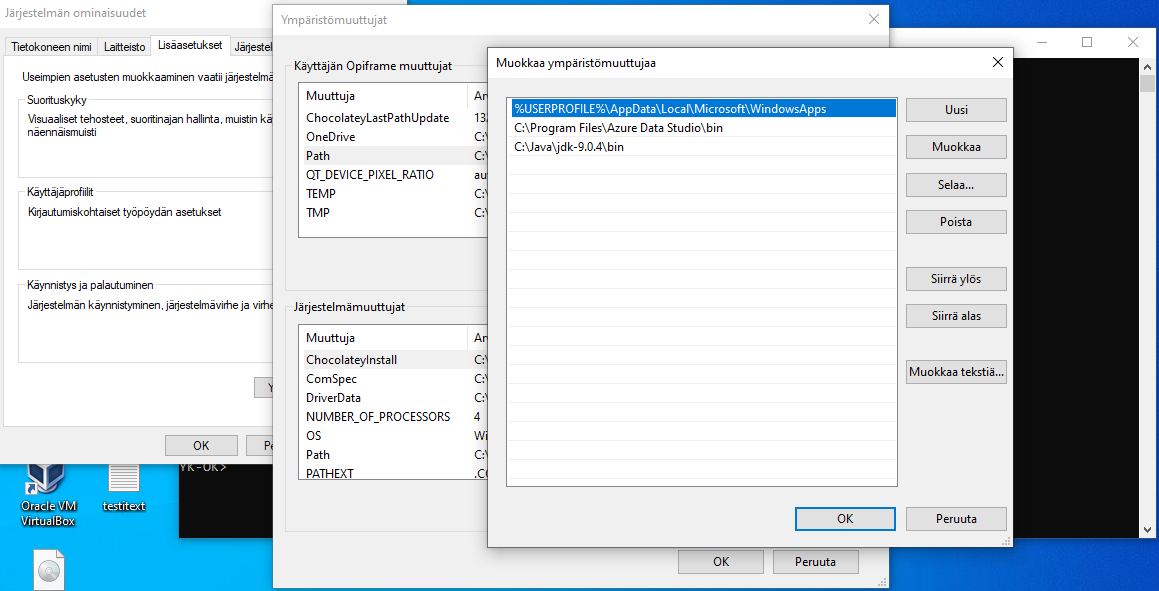 Järjestelmän ominaisuudet
Tietokoneen nimi
Laitteisto
Lisäasetukset
Järjestel
Useimpien asetusten muokkaaminen vaatii järjestelmä
Suorituskyky
Visuaaliset tehosteet, suoritinajan hallinta, muistin kä
näennäismuisti
Käyttäjäprofiilit
Kirjautumiskohtaiset työpöydän asetukset
Käynnistys ja palautuminen
Järjestelmän käynnistyminen, järjestelmävirhe ja virhe
Y
OK
Pe
Ympäristömuuttujat
Käyttäjän Opiframe muuttujat
Muuttuja
An
ChocolateyLastPathUpdate
132
OneDrive
C:\
Path
C:\
QT_DEVICE_PIXEL_RATIO
au
TEMP
C:\
TMP
C:\
Järjestelmämuuttujat
Muuttuja
An
ChocolateyInstall
C:\
ComSpec
C:\
DriverData
C:\
NUMBER_OF_PROCESSORS
4
OS
Wi
Path
C:\
PATHEXT
.CO
OK
Peruuta
Muokkaa ympäristömuuttujaa
%USERPROFILE%\AppData\Local\Microsoft\WindowsApps
C:\Program Files\Azure Data Studio\bin
C:\Java\jdk-9.0.4\bin
Uusi
Muokkaa
Selaa...
Poista
Siirrä ylös
Siirrä alas
Muokkaa tekstiä...
OK
Peruuta
YK-OK>
Oracle VM
VirtualBox
testitext